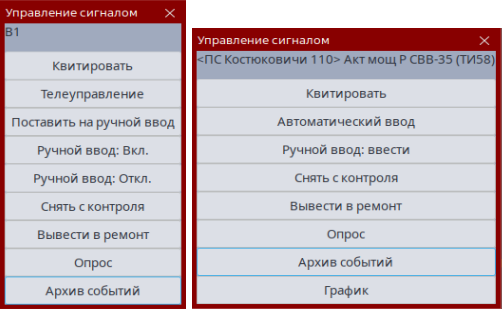 Управление сигналом
В1
Квитировать
Телеуправление
Поставить на ручной ввод
Ручной ввод: Вкл.
Ручной ввод: Откл.
Снять с контроля
Вывести в ремонт
Опрос
Архив событий
Управление сигналом
<ПС Костюковичи 110> Акт мощ Р СВВ-35 (ТИ58)
Квитировать
Автоматический ввод
Ручной ввод: ввести
Снять с контроля
Вывести в ремонт
Опрос
Архив событий
График